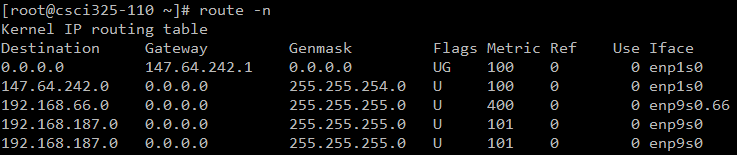 [root@csci325-110 ~]# route -n
Kernel IP routing table
Destination     Gateway         Genmask         Flags Metric Ref    Use Iface
0.0.0.0         147.64.242.1    0.0.0.0         UG    100    0        0 enp1s0
147.64.242.0    0.0.0.0         255.255.254.0   U     100    0        0 enp1s0
192.168.66.0    0.0.0.0         255.255.255.0   U     400    0        0 enp9s0.66
192.168.187.0   0.0.0.0         255.255.255.0   U     101    0        0 enp9s0
192.168.187.0   0.0.0.0         255.255.255.0   U     101    0        0 enp9s0